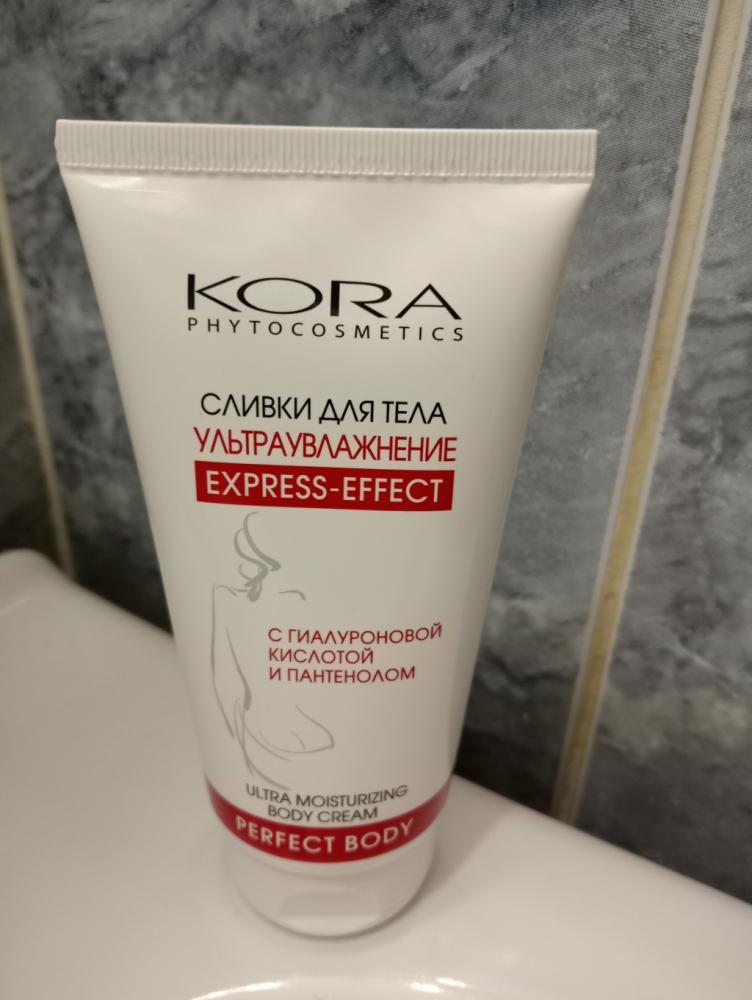 KORA
PHYTOCOSMETICS
СЛИВКИ ДЛЯ ТЕЛА
УЛЬТРАУВЛАЖНЕНИЕ
EXPRESS-EFFECT
С ГИАЛУРОНОВОЙ
КИСЛОТОЙ
И ПАНТЕНОЛОМ
ULTRA MOISTURIZING
BODY CREAM
PERFECT BODY